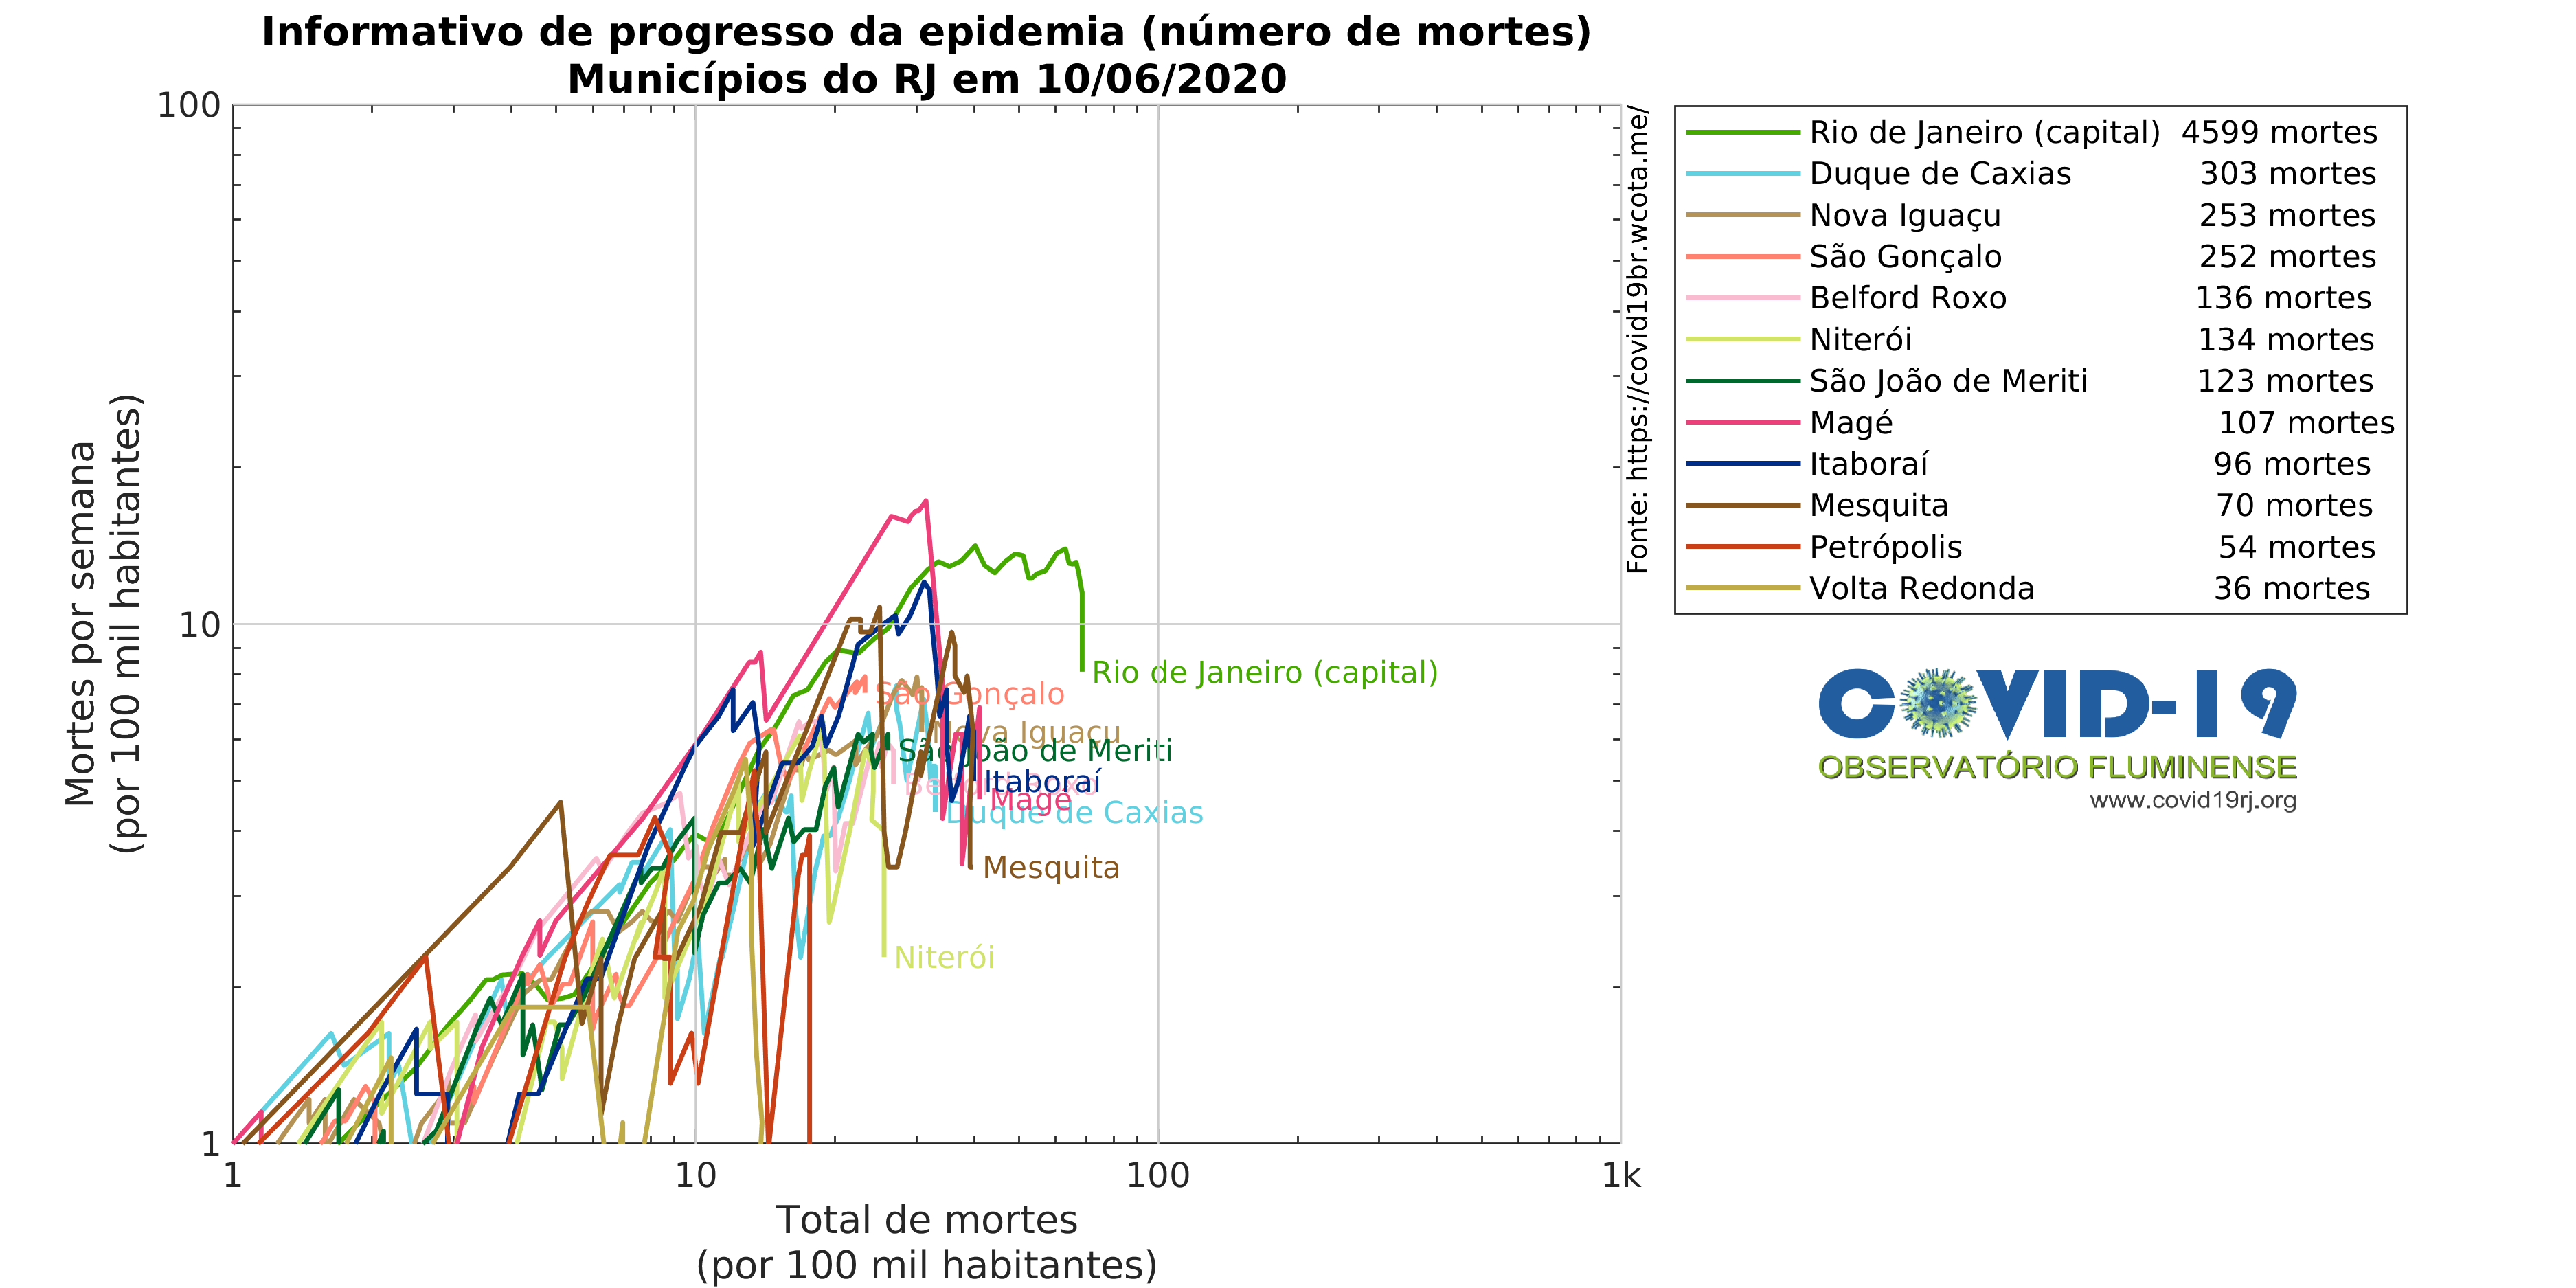 Informativo de progresso da epidemia (número de mortes)
Municípios do RJ em 10/06/2020
100
10
1
Mortes por semana
(por 100 mil habitantes)
1
10
100
1k
Total de mortes
(por 100 mil habitantes)
Rio de Janeiro (capital)
São Gonçalo
Nova Iguaçu
São João de Meriti
Belford Roxo
Itaboraí
Magé
Duque de Caxias
Mesquita
Niterói
Fonte: https://covid19br.wcota.me/
Rio de Janeiro (capital) 4599 mortes
Duque de Caxias 303 mortes
Nova Iguaçu 253 mortes
São Gonçalo 252 mortes
Belford Roxo 136 mortes
Niterói 134 mortes
São João de Meriti 123 mortes
Magé 107 mortes
Itaboraí 96 mortes
Mesquita 70 mortes
Petrópolis 54 mortes
Volta Redonda 36 mortes
COVID-19
OBSERVATÓRIO FLUMINENSE
www.covid19rj.org